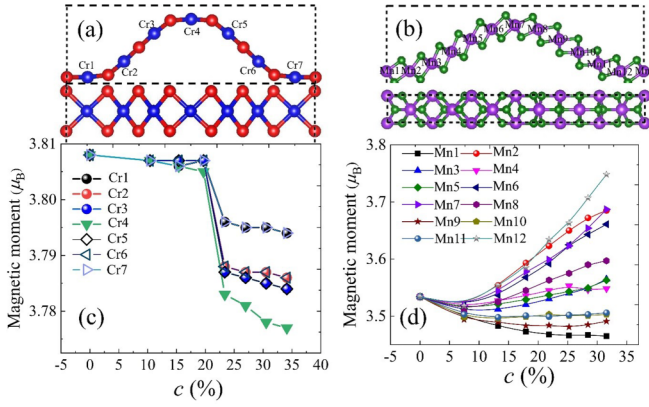 (a)
Cr3
Cr4
Cr5
Cr2
Cr6
Cr1
Cr7
(b)
Mn7
Mn6
Mn8
Mn5
Mn9
Mn4
Mn10
Mn3
Mn11
Mn1
Mn2
Mn12
Mn
3.81
3.80
3.79
3.78
Magnetic moment (μB)
Cr1
Cr2
Cr3
Cr4
Cr5
Cr6
Cr7
(c)
-5 0 5 10 15 20 25 30 35 40
c (%)
3.8
3.7
3.6
3.5
Magnetic moment (μB)
Mn1 Mn2
Mn3 Mn4
Mn5 Mn6
Mn7 Mn8
Mn9 Mn10
Mn11 Mn12
(d)
-5 0 5 10 15 20 25 30 35
c (%)